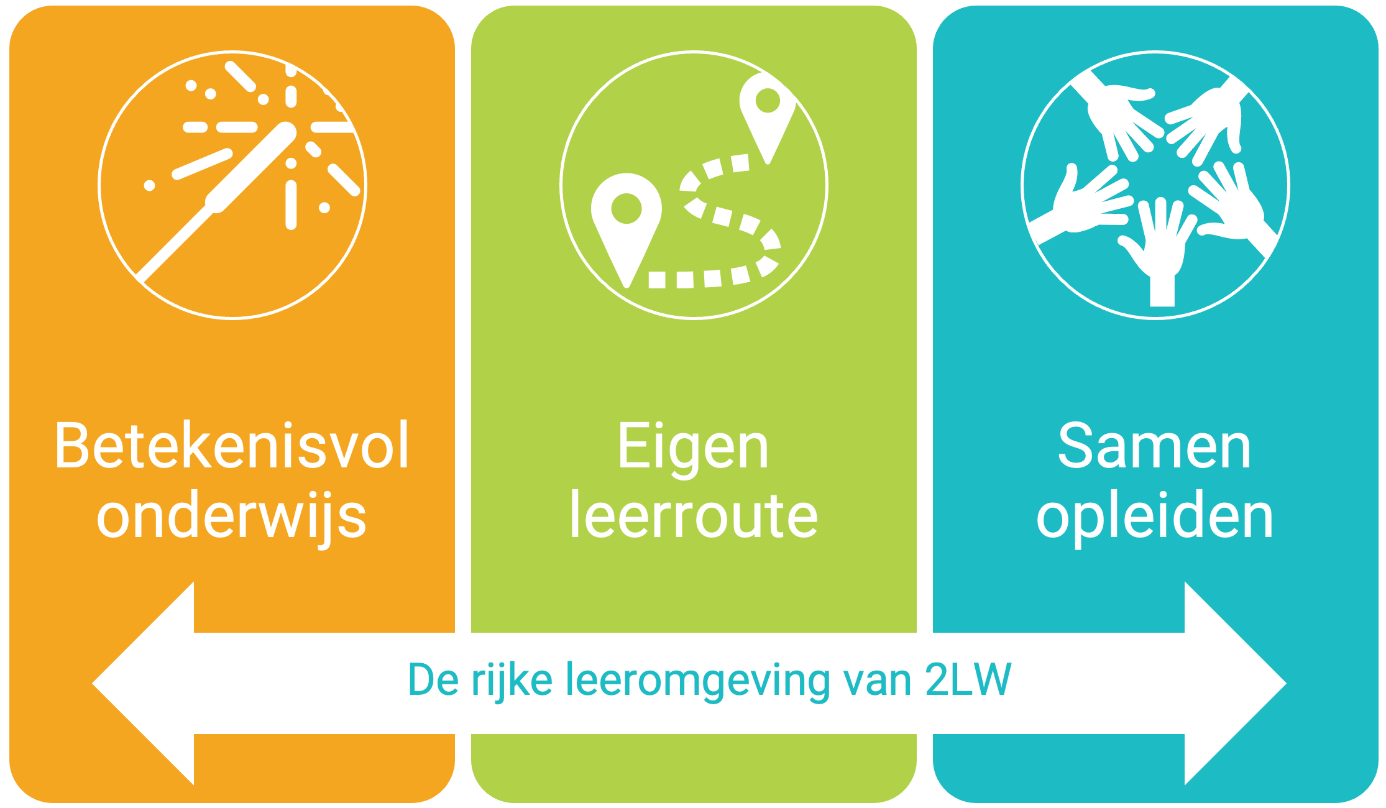 Betekenisvol
onderwijs
Eigen
leerroute
Samen
opleiden
De rijke leeromgeving van 2LW